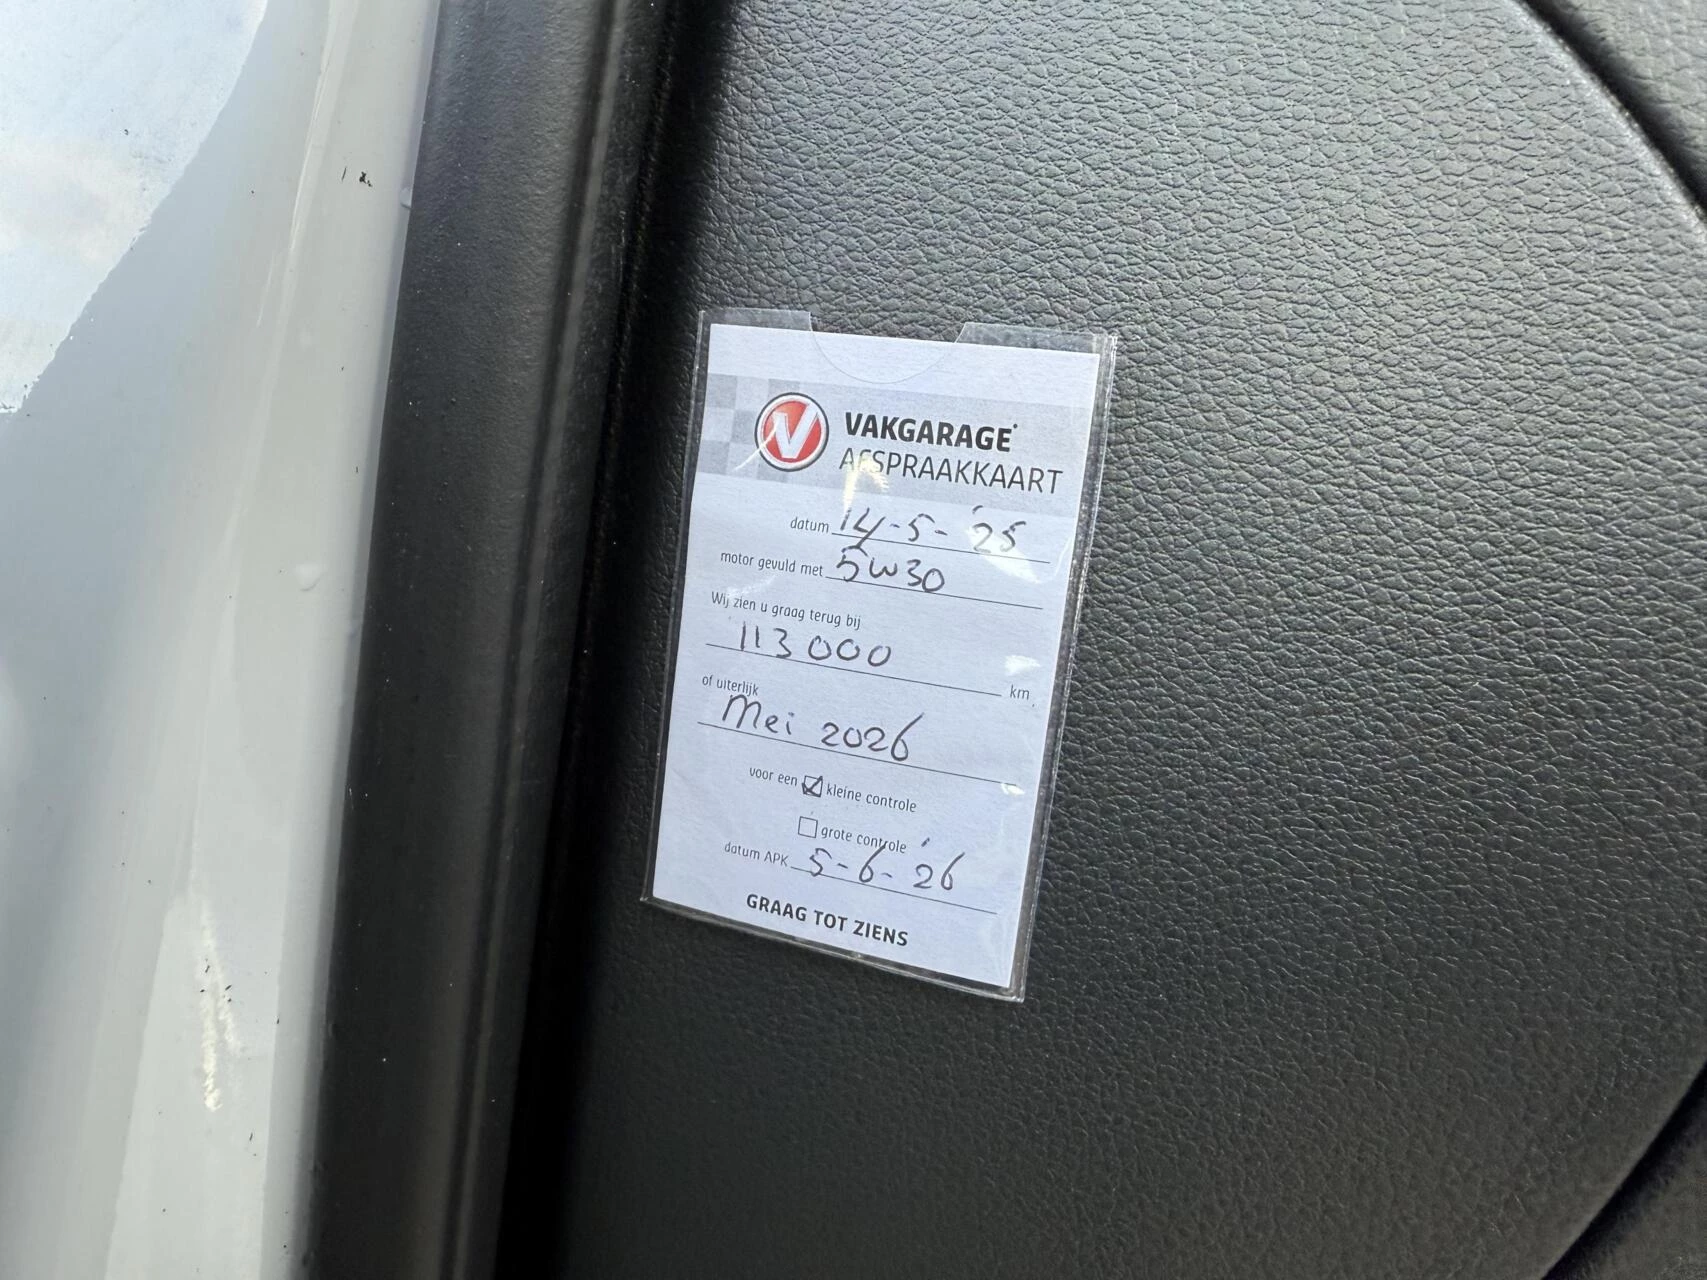 V
VAKGARAGE
AFSPRAAKKAART
datum 14-5-'25
motor gevuld met 5W30
Wij zien u graag terug bij
113000 km
of uiterlijk
Mei 2026
voor een ☑ kleine controle
☐ grote controle
datum APK 5-6-'26
GRAAG TOT ZIENS